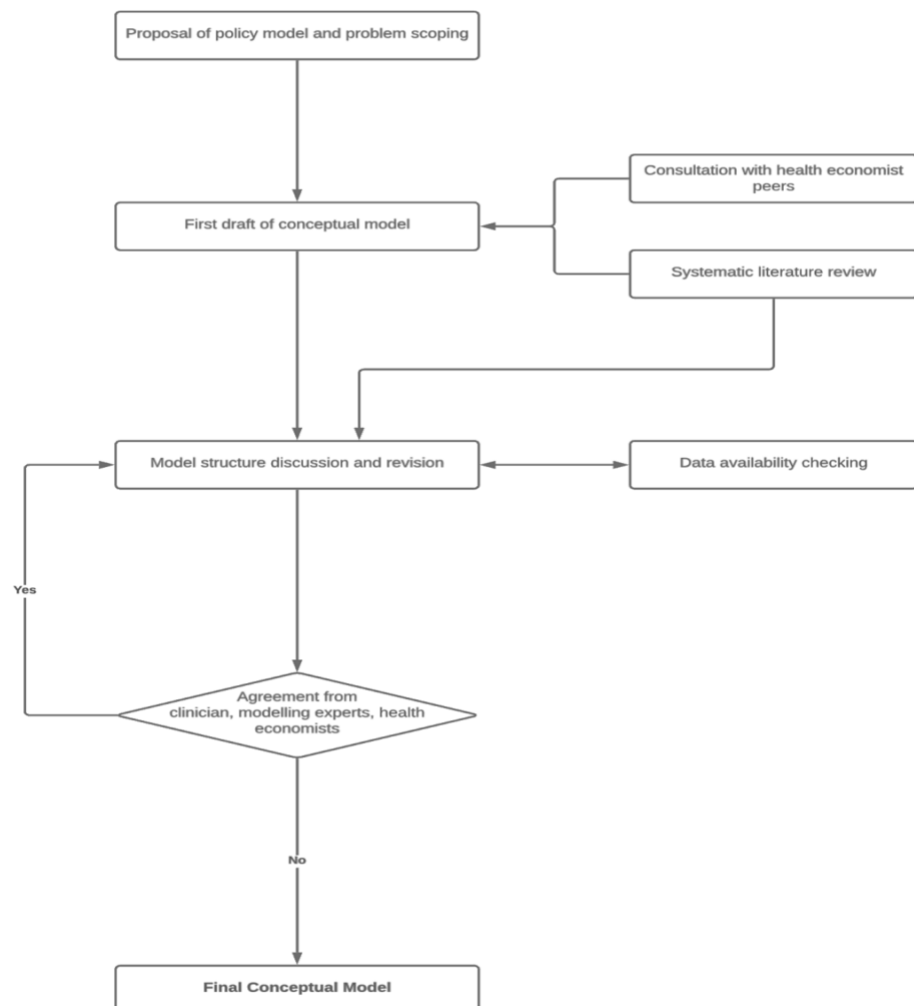 Proposal of policy model and problem scoping
Consultation with health economist
peers
First draft of conceptual model
Systematic literature review
Model structure discussion and revision
Data availability checking
Yes
Agreement from
clinician, modelling experts, health
economists
No
Final Conceptual Model